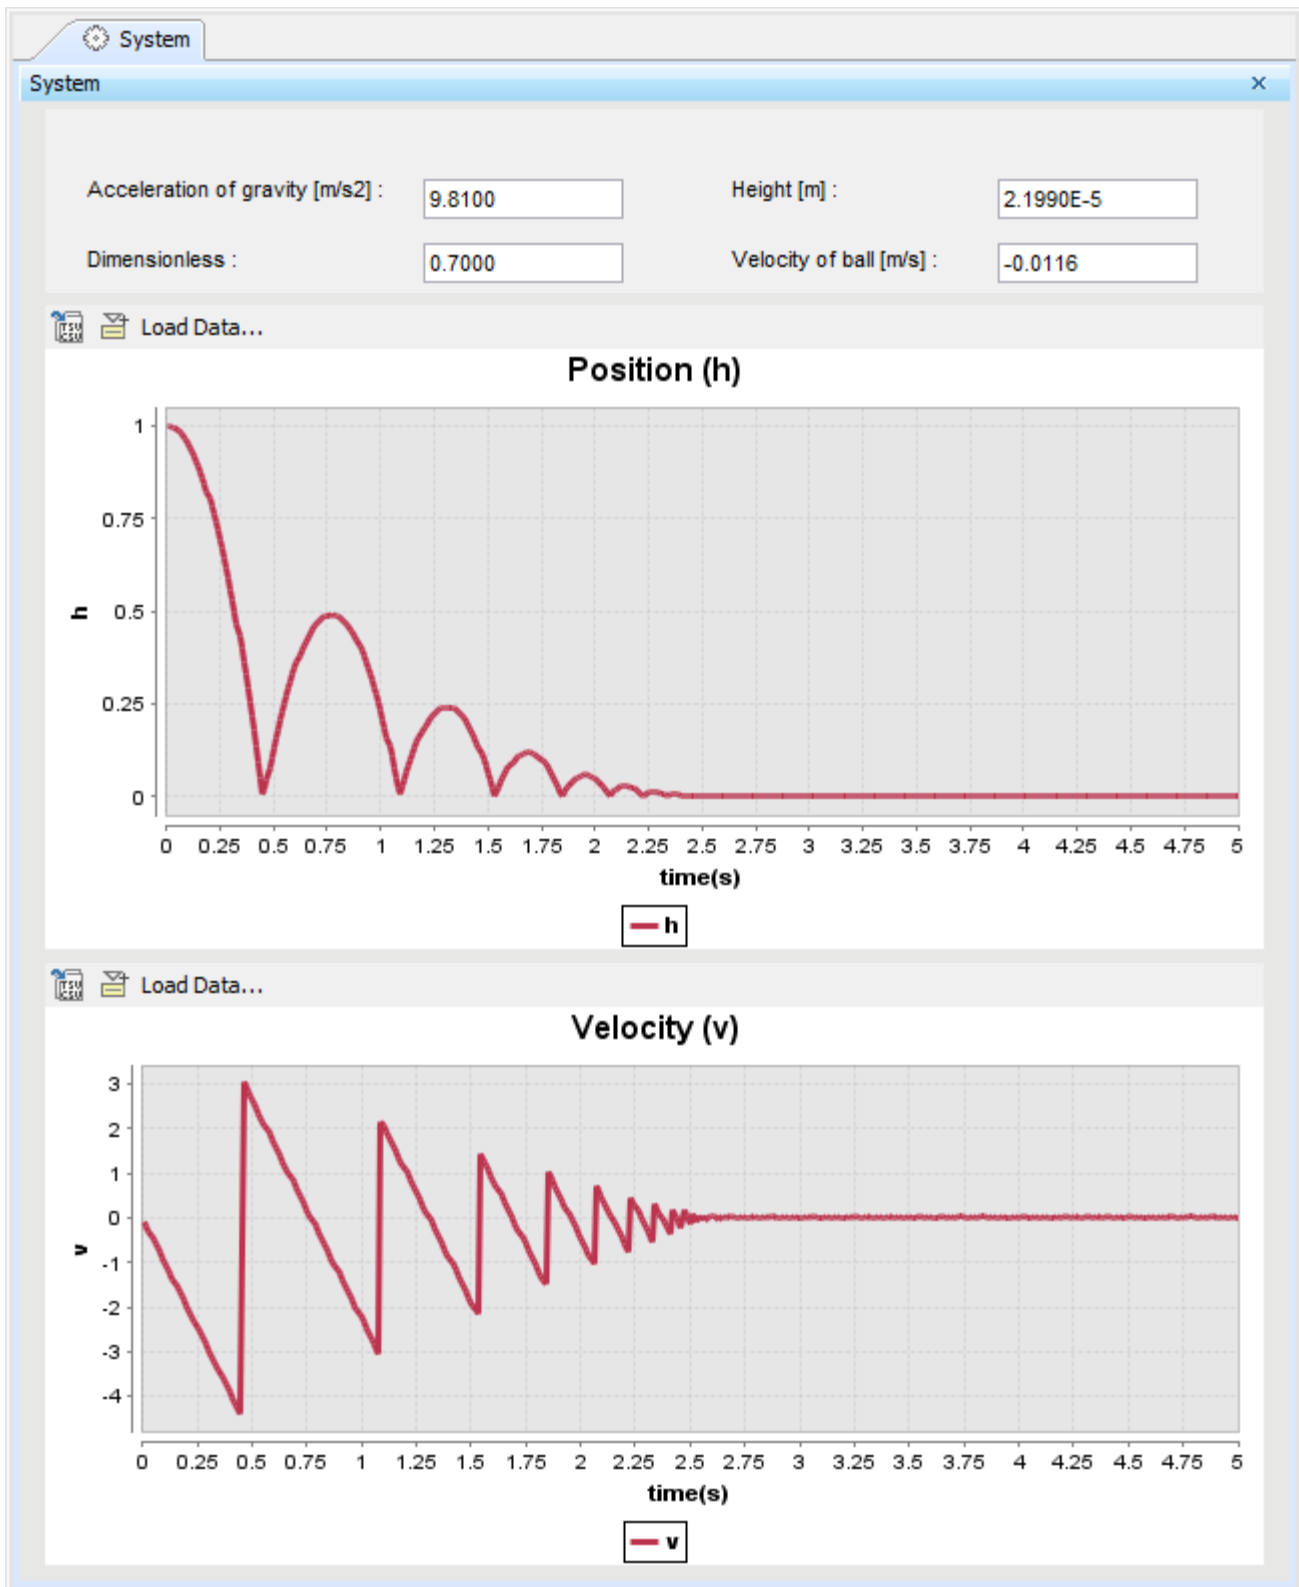 System
System
Acceleration of gravity [m/s2] : 9.8100 Height [m] : 2.1990E-5
Dimensionless : 0.7000 Velocity of ball [m/s] : -0.0116
TSV
CSV
Load Data...
Position (h)
1
0.75
0.5
0.25
0
h
0 0.25 0.5 0.75 1 1.25 1.5 1.75 2 2.25 2.5 2.75 3 3.25 3.5 3.75 4 4.25 4.5 4.75 5
time(s)
h
TSV
CSV
Load Data...
Velocity (v)
3
2
1
0
-1
-2
-3
-4
v
0 0.25 0.5 0.75 1 1.25 1.5 1.75 2 2.25 2.5 2.75 3 3.25 3.5 3.75 4 4.25 4.5 4.75 5
time(s)
v